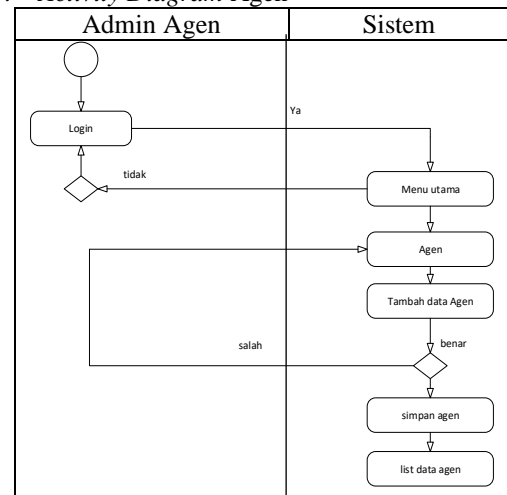 Activity Diagram Agen
Admin Agen
Sistem
Ya
Login
tidak
Menu utama
Agen
Tambah data Agen
salah
benar
simpan agen
list data agen